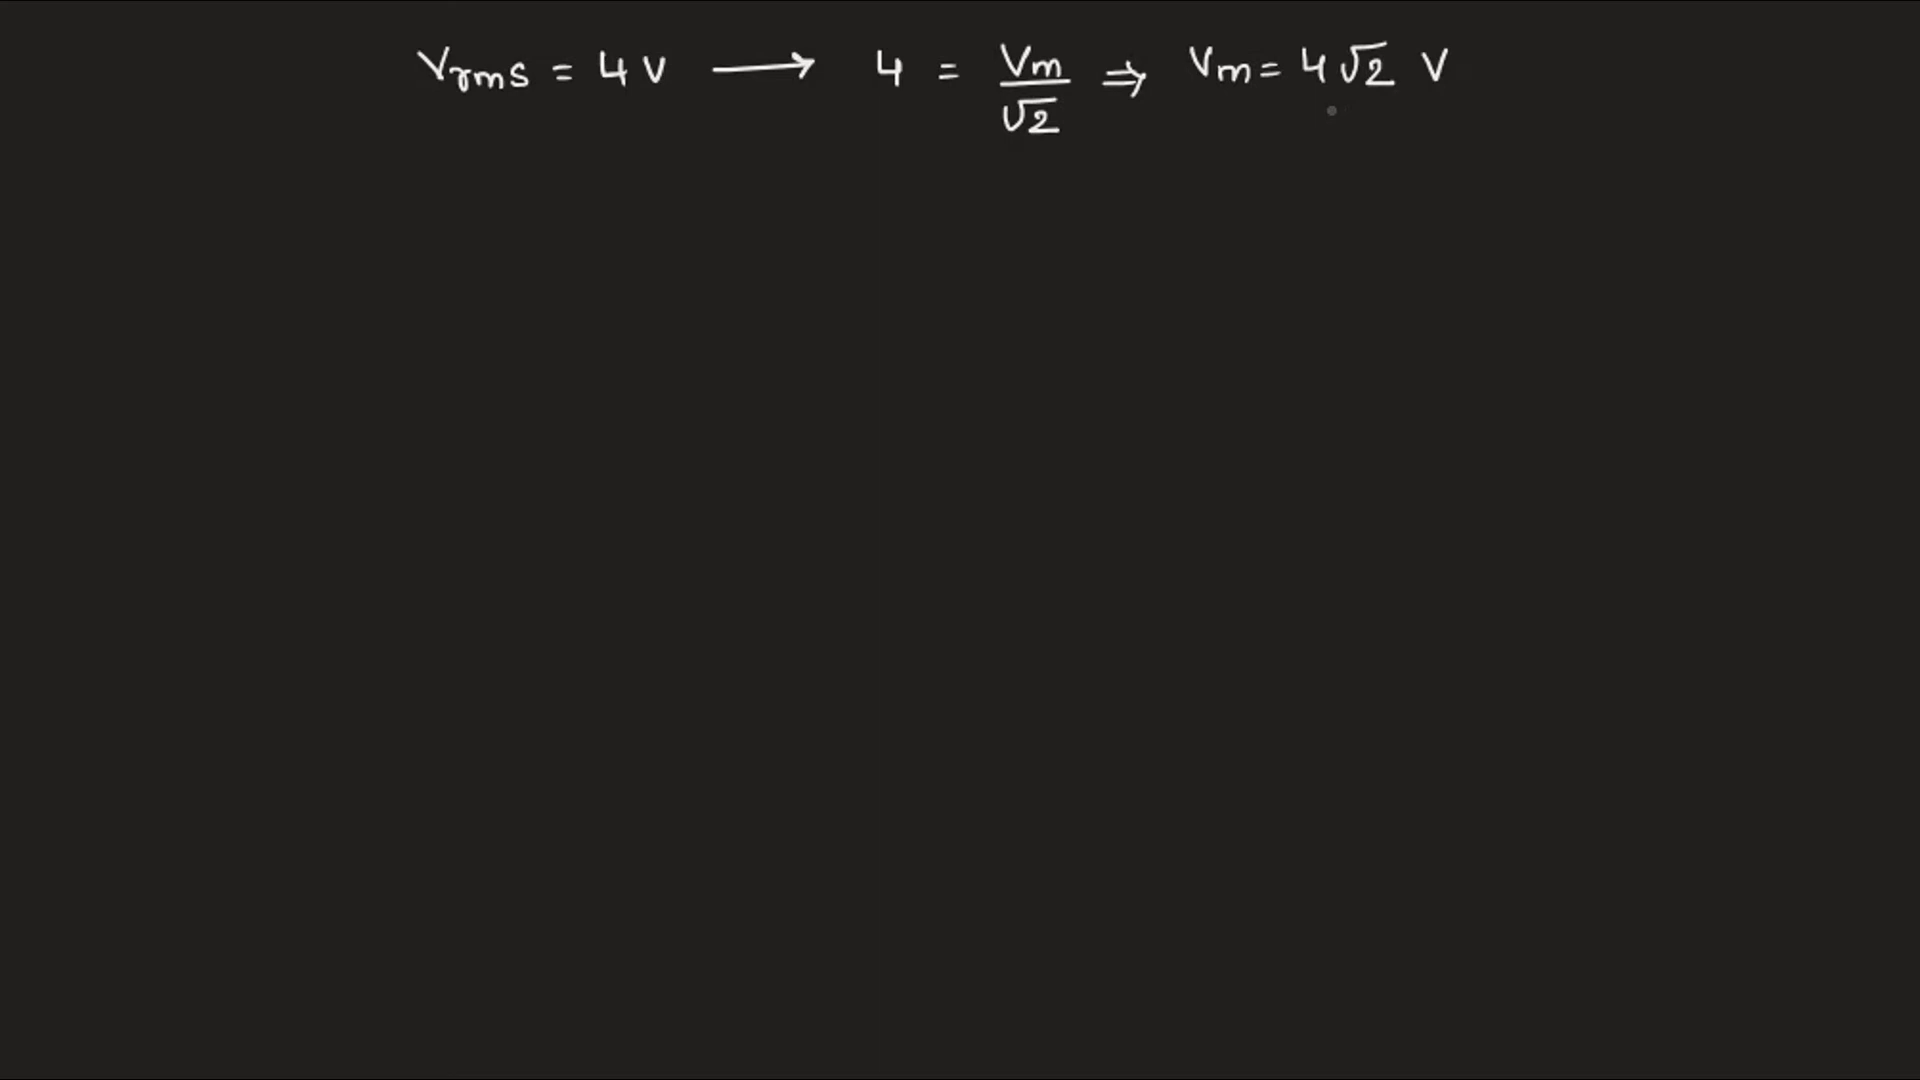 Vrms = 4 V ⟶ 4 = Vm/√2 ⇒ Vm = 4√2 V